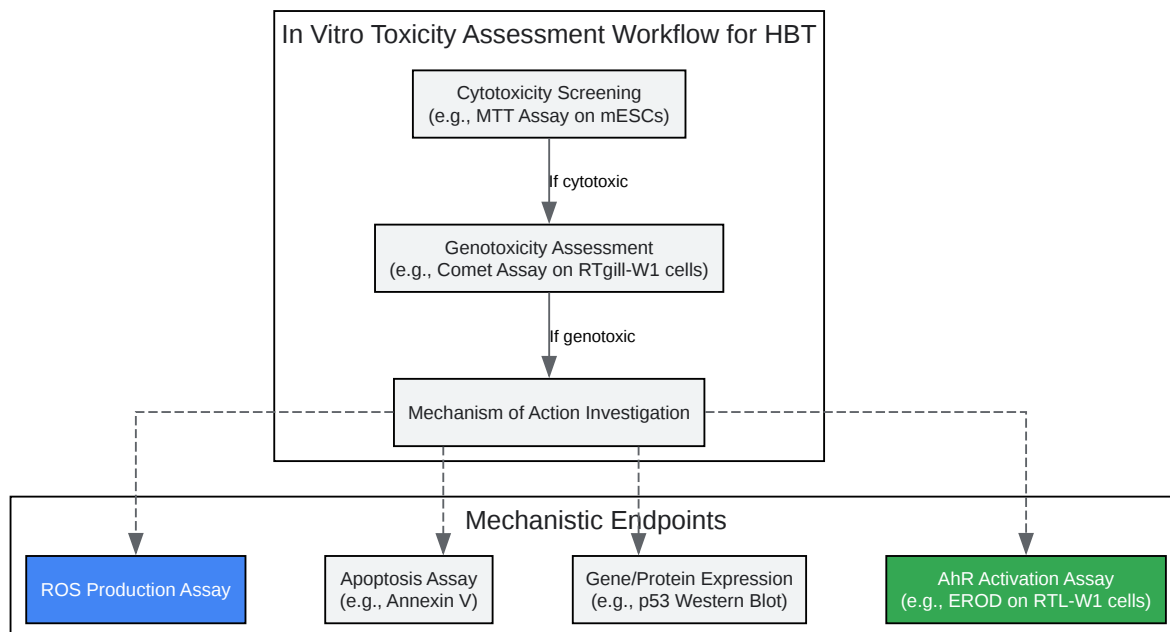 In Vitro Toxicity Assessment Workflow for HBT
Cytotoxicity Screening
(e.g., MTT Assay on mESCs)
If cytotoxic
Genotoxicity Assessment
(e.g., Comet Assay on RTgill-W1 cells)
If genotoxic
Mechanism of Action Investigation
Mechanistic Endpoints
ROS Production Assay
Apoptosis Assay
(e.g., Annexin V)
Gene/Protein Expression
(e.g., p53 Western Blot)
AhR Activation Assay
(e.g., EROD on RTL-W1 cells)